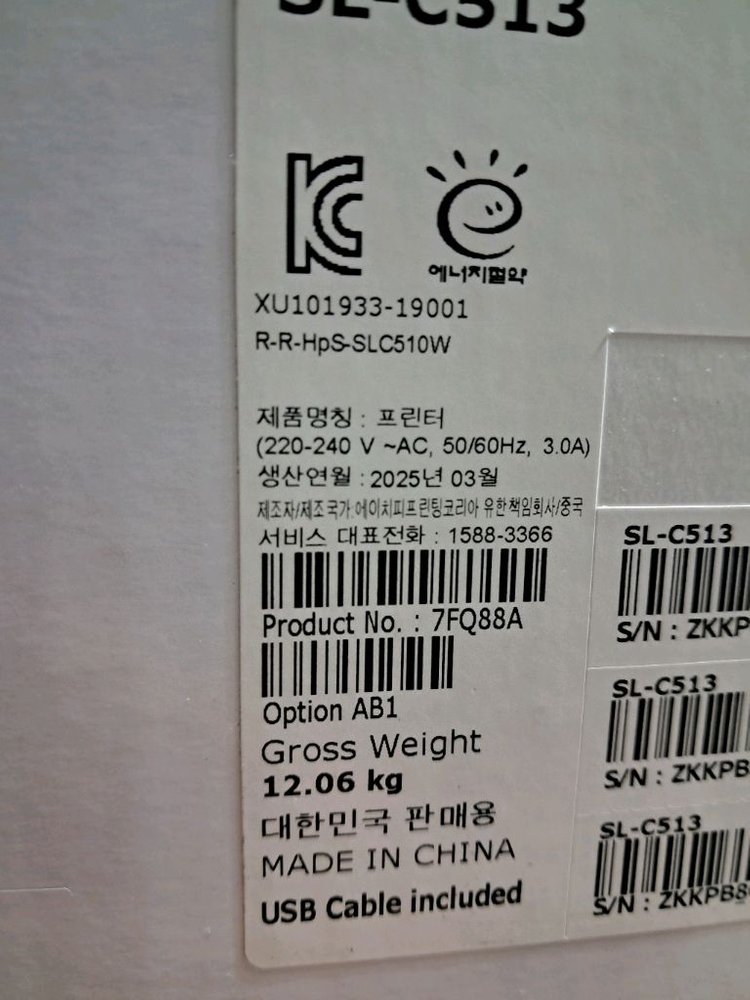 SL-C513
에너지절약
XU101933-19001
R-R-HpS-SLC510W
제품명칭 : 프린터
(220-240 V ~AC, 50/60Hz, 3.0A)
생산연월 : 2025년 03월
제조자/제조국가:에이치피프린팅코리아 유한책임회사/중국
서비스 대표전화 : 1588-3366
Product No. : 7FQ88A
Option AB1
Gross Weight
12.06 kg
대한민국 판매용
MADE IN CHINA
USB Cable included
SL-C513
S/N : ZKKP
SL-C513
S/N : ZKKPB
SL-C513
S/N : ZKKPB8